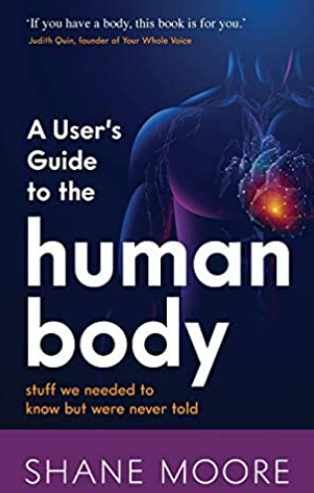 ‘If you have a body, this book is for you.’
Judith Quin, founder of Your Whole Voice
A User's
Guide
to the
human
body
stuff we needed to
know but were never told
SHANE MOORE